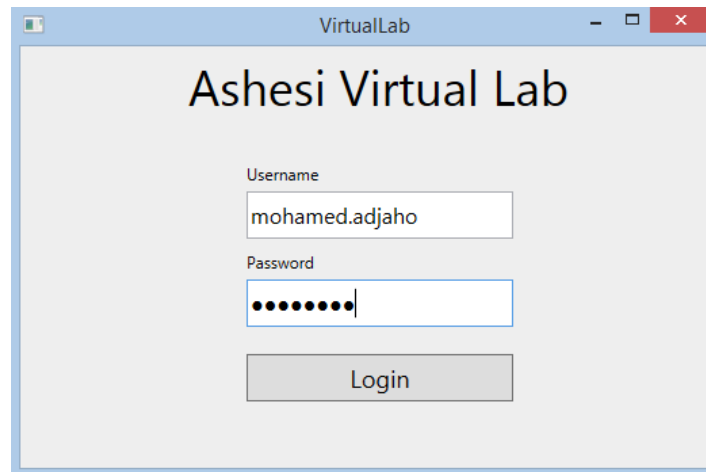 VirtualLab
Ashesi Virtual Lab
Username
mohamed.adjaho
Password
●●●●●●●●
Login